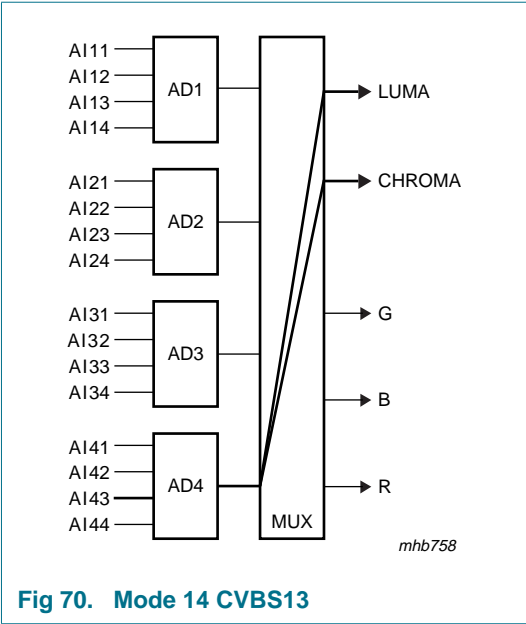 AI11
AI12
AI13
AI14
AD1
AI21
AI22
AI23
AI24
AD2
AI31
AI32
AI33
AI34
AD3
AI41
AI42
AI43
AI44
AD4
MUX
LUMA
CHROMA
G
B
R
mhb758
Fig 70. Mode 14 CVBS13